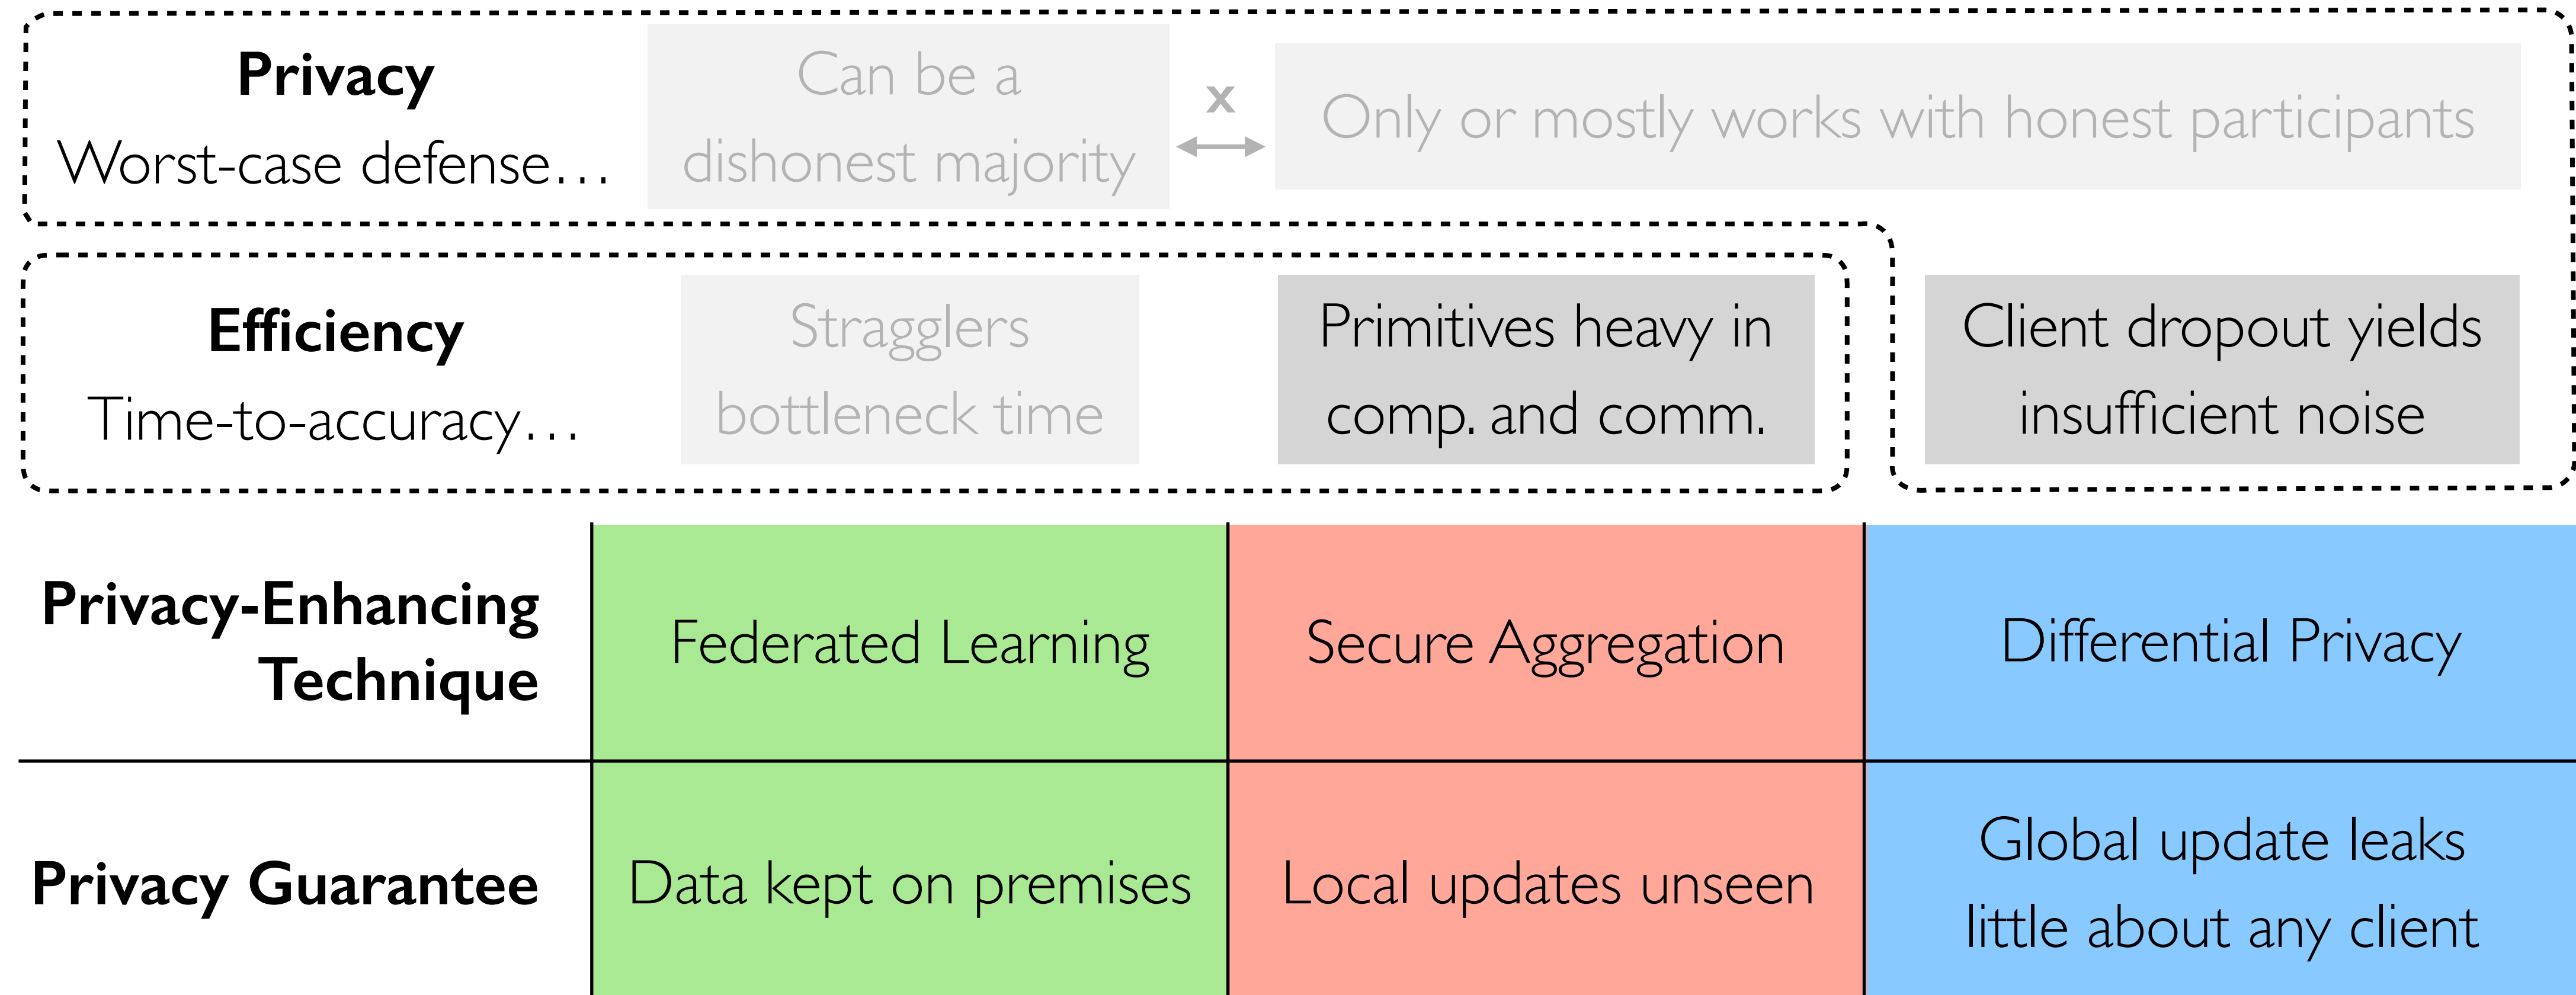 Privacy
Worst-case defense…
Can be a
dishonest majority
x
Only or mostly works with honest participants
Efficiency
Time-to-accuracy…
Stragglers
bottleneck time
Primitives heavy in
comp. and comm.
Client dropout yields
insufficient noise
Privacy-Enhancing
Technique
Federated Learning
Secure Aggregation
Differential Privacy
Privacy Guarantee
Data kept on premises
Local updates unseen
Global update leaks
little about any client